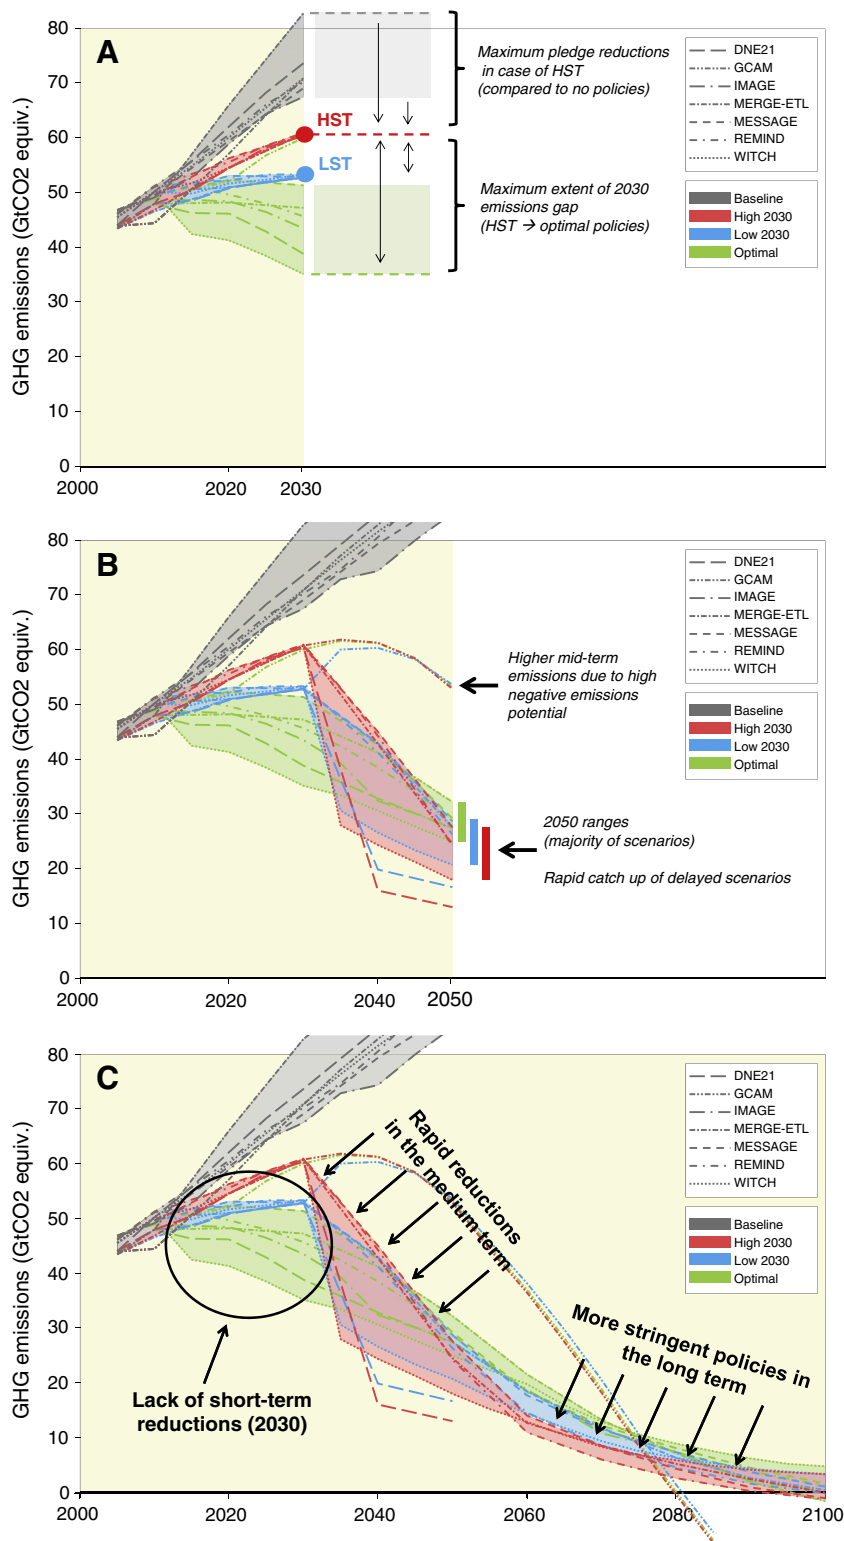 A
GHG emissions (GtCO2 equiv.)
80
70
60
50
40
30
20
10
0
2000
2020
2030
HST
LST
Maximum pledge reductions
in case of HST
(compared to no policies)
Maximum extent of 2030
emissions gap
(HST → optimal policies)
DNE21
GCAM
IMAGE
MERGE-ETL
MESSAGE
REMIND
WITCH
Baseline
High 2030
Low 2030
Optimal
B
GHG emissions (GtCO2 equiv.)
80
70
60
50
40
30
20
10
0
2000
2020
2040
2050
Higher mid-term
emissions due to high
negative emissions
potential
2050 ranges
(majority of scenarios)
Rapid catch up of delayed scenarios
DNE21
GCAM
IMAGE
MERGE-ETL
MESSAGE
REMIND
WITCH
Baseline
High 2030
Low 2030
Optimal
C
GHG emissions (GtCO2 equiv.)
80
70
60
50
40
30
20
10
0
2000
2020
2040
2060
2080
2100
Rapid reductions
in the medium term
More stringent policies in
the long term
Lack of short-term
reductions (2030)
DNE21
GCAM
IMAGE
MERGE-ETL
MESSAGE
REMIND
WITCH
Baseline
High 2030
Low 2030
Optimal